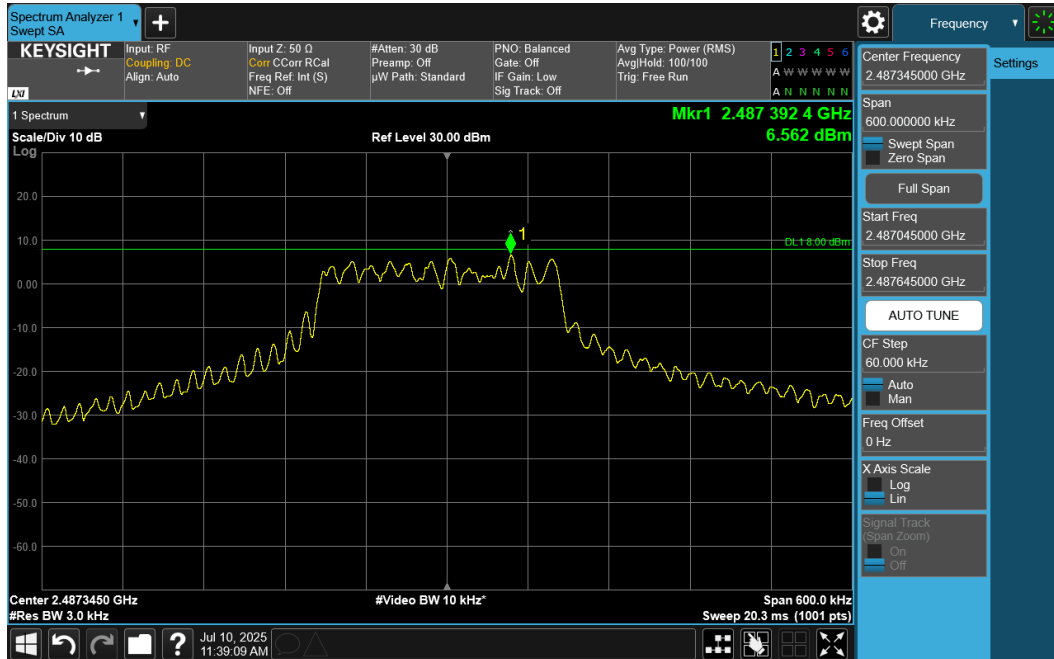 Spectrum Analyzer 1
Swept SA
Frequency
KEYSIGHT
LXI
Input: RF
Coupling: DC
Align: Auto
Input Z: 50 Ω
Corr CCorr RCal
Freq Ref: Int (S)
NFE: Off
#Atten: 30 dB
Preamp: Off
µW Path: Standard
PNO: Balanced
Gate: Off
IF Gain: Low
Sig Track: Off
Avg Type: Power (RMS)
Avg|Hold: 100/100
Trig: Free Run
1 2 3 4 5 6
A W W W W W
A N N N N N
1 Spectrum
Scale/Div 10 dB
Ref Level 30.00 dBm
Mkr1 2.487 392 4 GHz
6.562 dBm
Log
20.0
10.0
0.00
-10.0
-20.0
-30.0
-40.0
-50.0
-60.0
1
DL1 8.00 dBm
Center 2.4873450 GHz
#Res BW 3.0 kHz
#Video BW 10 kHz*
Span 600.0 kHz
Sweep 20.3 ms (1001 pts)
Jul 10, 2025
11:39:09 AM
Center Frequency
2.487345000 GHz
Span
600.000000 kHz
Swept Span
Zero Span
Full Span
Start Freq
2.487045000 GHz
Stop Freq
2.487645000 GHz
AUTO TUNE
CF Step
60.000 kHz
Auto
Man
Freq Offset
0 Hz
X Axis Scale
Log
Lin
Signal Track
(Span Zoom)
On
Off
Settings